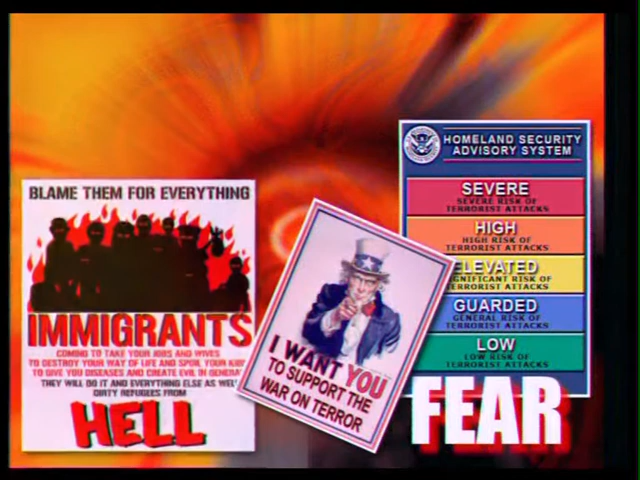 BLAME THEM FOR EVERYTHING
IMMIGRANTS
COMING TO TAKE YOUR JOBS AND WIVES
TO DESTROY YOUR WAY OF LIFE AND SPOIL YOUR KIDS
TO GIVE YOU DISEASES AND CREATE EVIL IN GENERAL
THEY WILL DO IT AND EVERYTHING ELSE AS WELL
DIRTY REFUGEES FROM
HELL
I WANT YOU
TO SUPPORT THE
WAR ON TERROR
HOMELAND SECURITY
ADVISORY SYSTEM
SEVERE
SEVERE RISK OF
TERRORIST ATTACKS
HIGH
HIGH RISK OF
TERRORIST ATTACKS
ELEVATED
SIGNIFICANT RISK OF
TERRORIST ATTACKS
GUARDED
GENERAL RISK OF
TERRORIST ATTACKS
LOW
LOW RISK OF
TERRORIST ATTACKS
FEAR